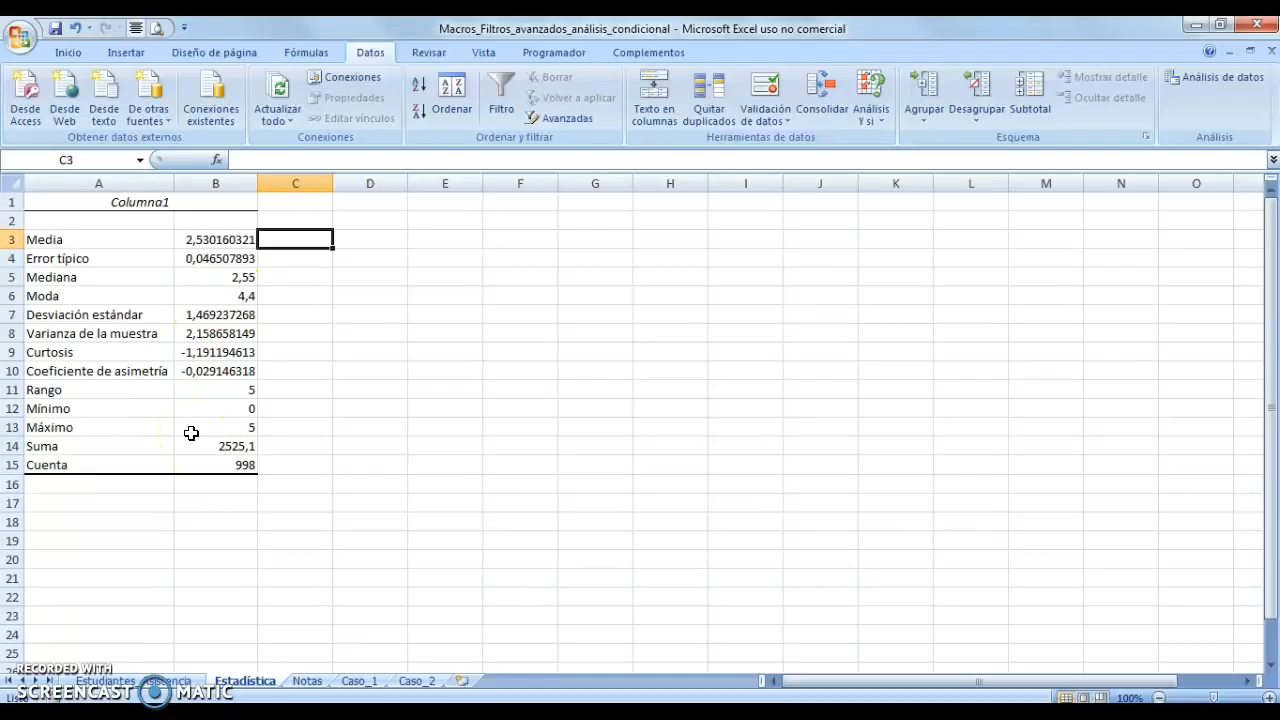 Macros_Filtros_avanzados_análisis_condicional - Microsoft Excel uso no comercial
Inicio Insertar Diseño de página Fórmulas Datos Revisar Vista Programador Complementos
Desde Access
Desde Web
Desde texto
De otras fuentes
Conexiones existentes
Obtener datos externos
Actualizar todo
Conexiones
Propiedades
Editar vínculos
Conexiones
Ordenar
Filtro
Borrar
Volver a aplicar
Avanzadas
Ordenar y filtrar
Texto en columnas
Quitar duplicados
Validación de datos
Consolidar
Análisis Y si
Herramientas de datos
Agrupar
Desagrupar
Subtotal
Mostrar detalle
Ocultar detalle
Esquema
Análisis de datos
Análisis
C3 fx
A B C D E F G H I J K L M N O
1 Columna1
2
3 Media 2,530160321
4 Error típico 0,046507893
5 Mediana 2,55
6 Moda 4,4
7 Desviación estándar 1,469237268
8 Varianza de la muestra 2,158658149
9 Curtosis -1,191194613
10 Coeficiente de asimetría -0,029146318
11 Rango 5
12 Mínimo 0
13 Máximo 5
14 Suma 2525,1
15 Cuenta 998
16
17
18
19
20
21
22
23
24
25
RECORDED WITH
SCREENCAST MATIC
Estadística Notas Caso_1 Caso_2
100%